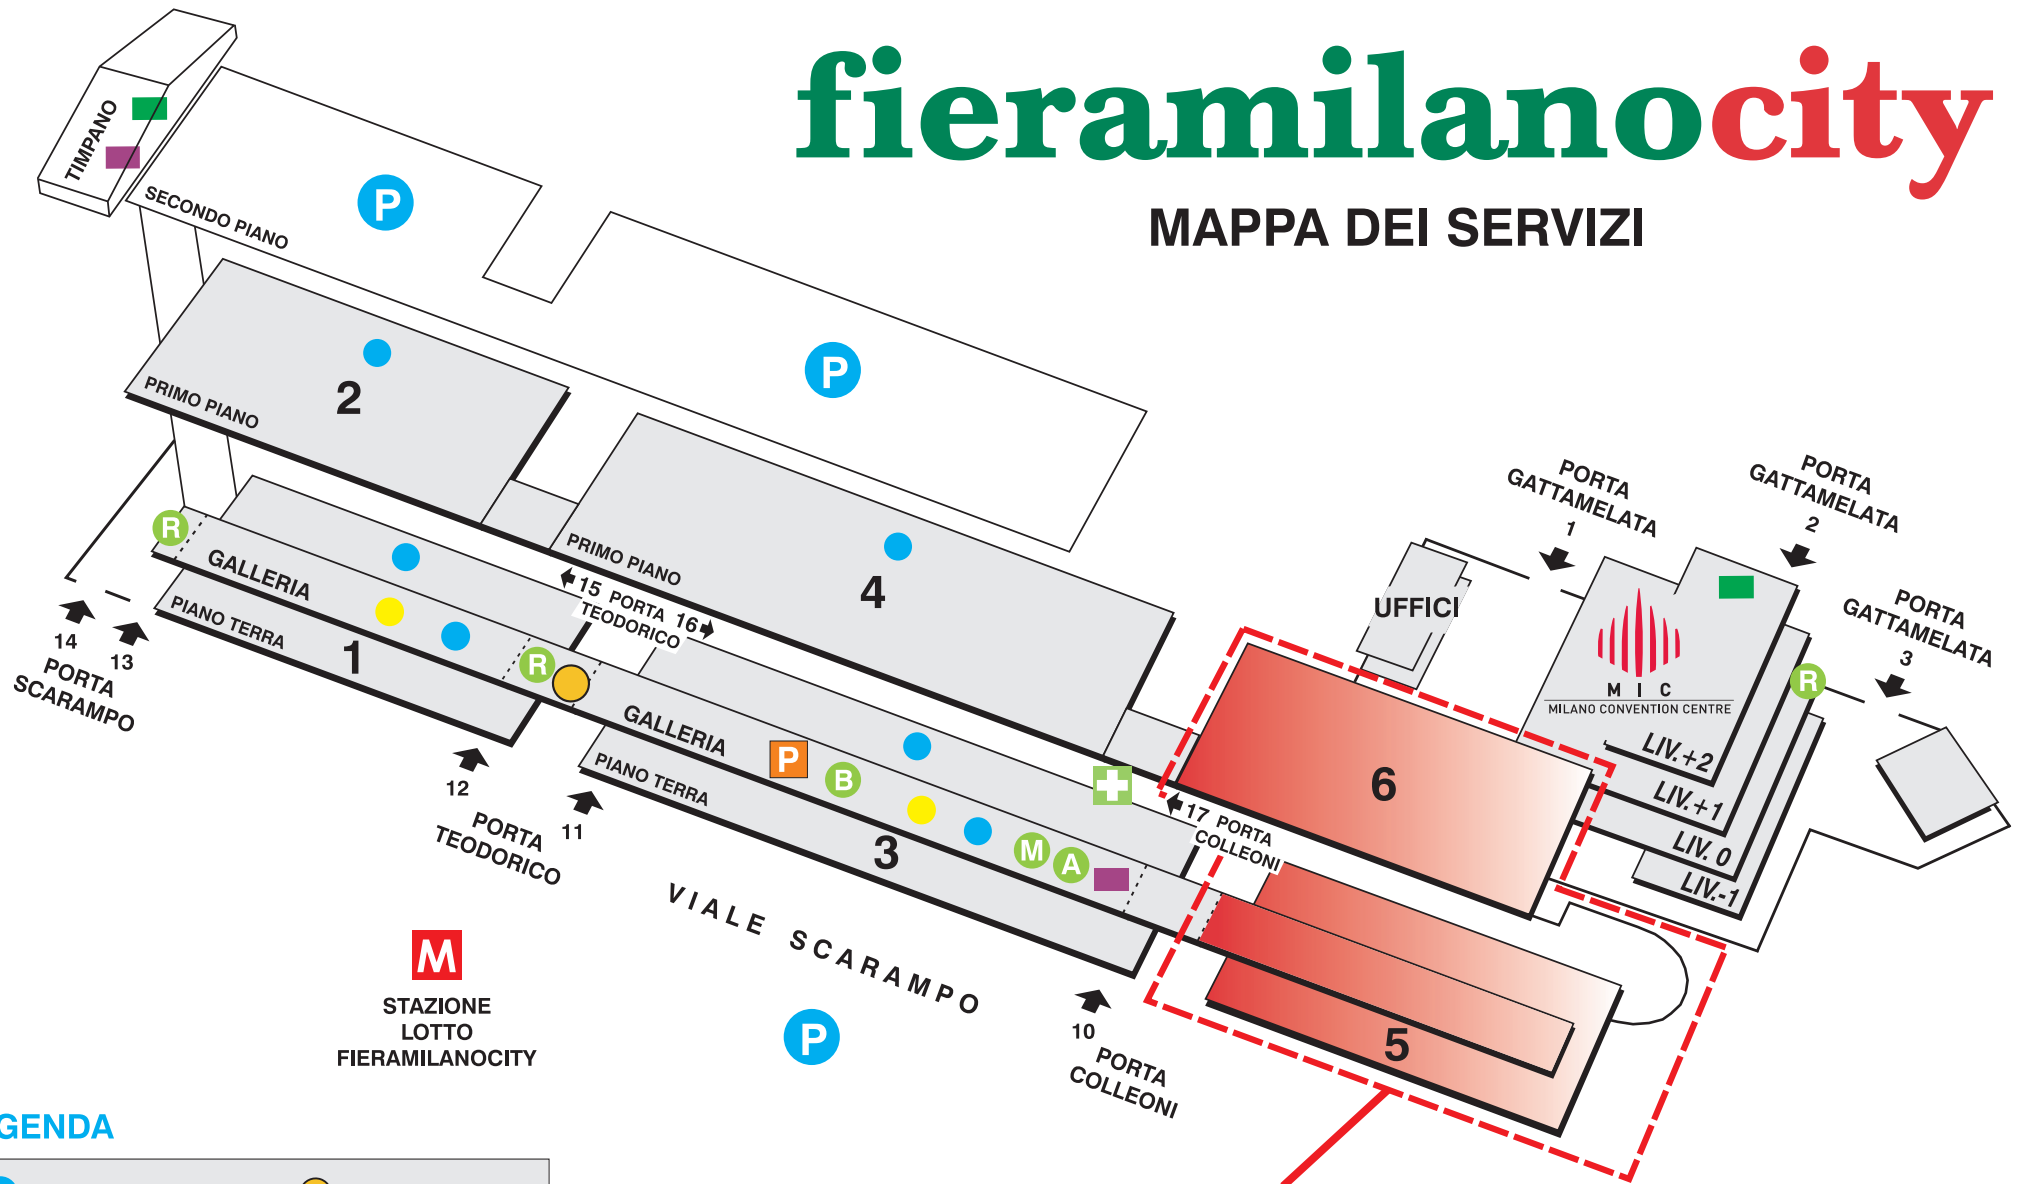 fieramilanocity
MAPPA DEI SERVIZI
TIMPANO
SECONDO PIANO
P
P
2
PRIMO PIANO
4
PRIMO PIANO
R
GALLERIA
PIANO TERRA
1
15 PORTA 16
TEODORICO
R
GALLERIA
P
B
M
A
PIANO TERRA
3
14
13
PORTA
SCARAMPO
12
11
PORTA
TEODORICO
17 PORTA
COLLEONI
6
5
10
PORTA
COLLEONI
UFFICI
PORTA
GATTAMELATA
1
PORTA
GATTAMELATA
2
PORTA
GATTAMELATA
3
R
M I C
MILANO CONVENTION CENTRE
LIV.+2
LIV.+1
LIV. 0
LIV.-1
VIALE SCARAMPO
M
STAZIONE
LOTTO
FIERAMILANOCITY
P
GENDA